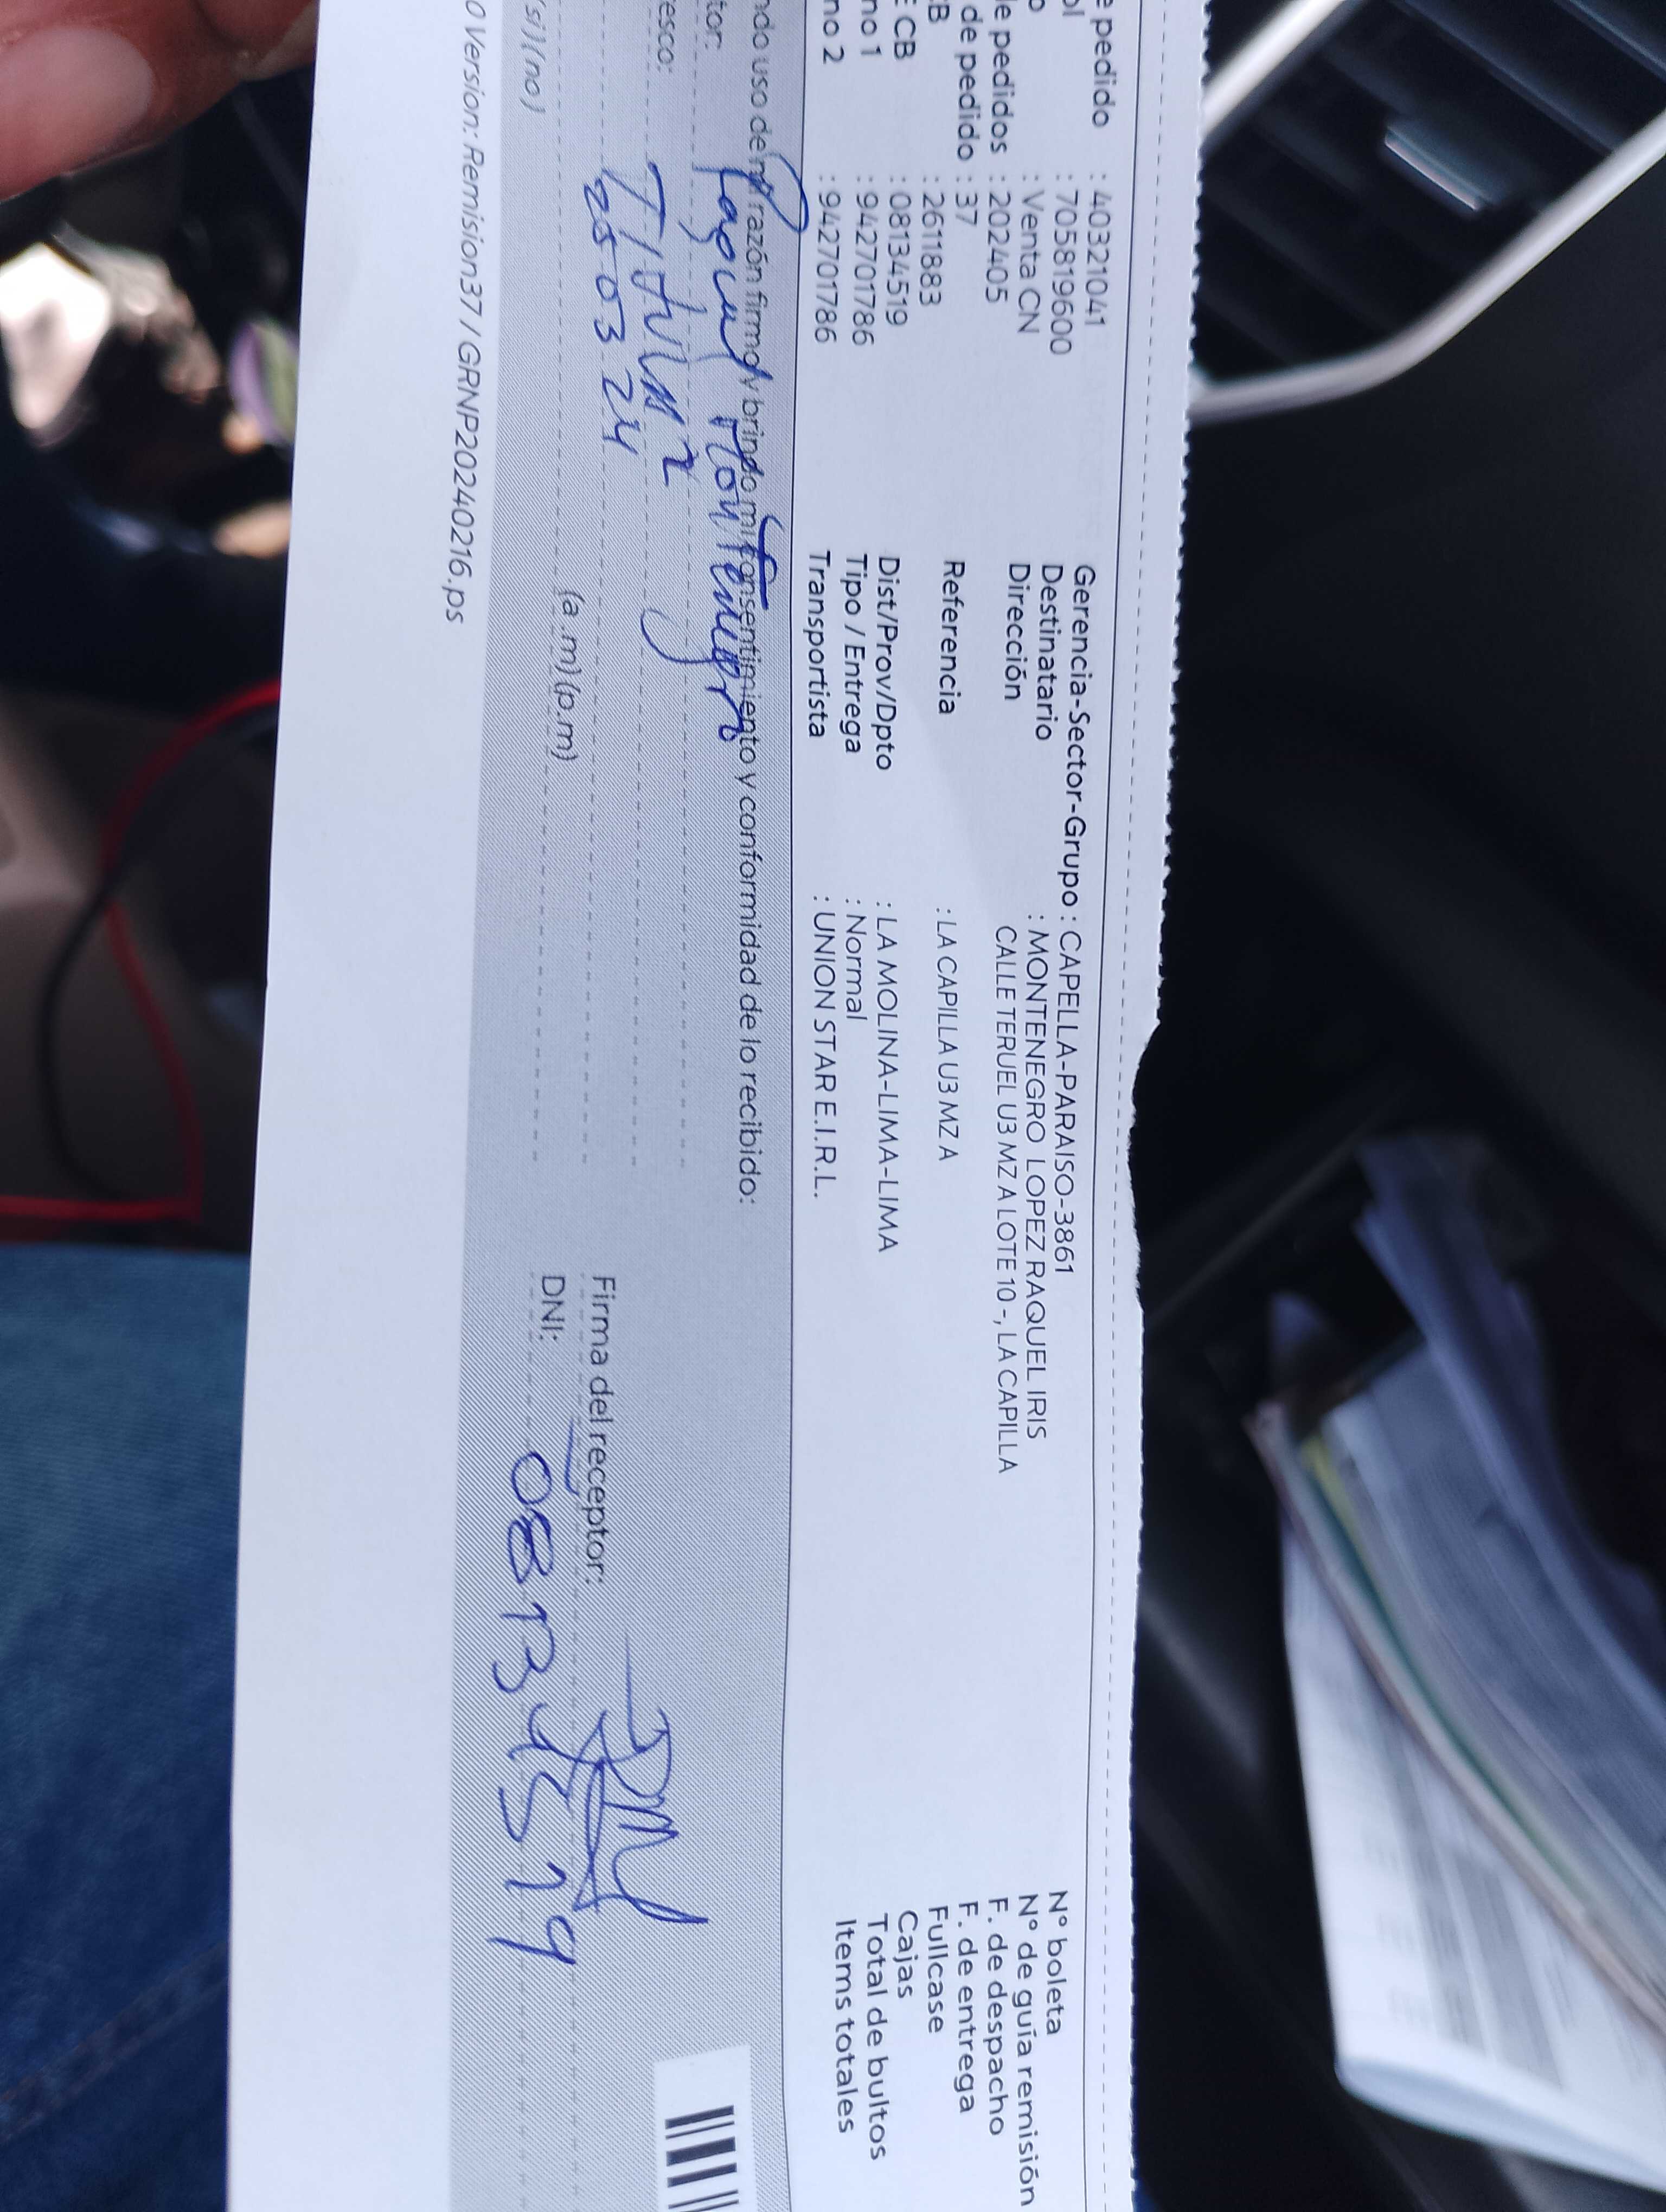 e pedido : 40321041
ol : 705819600 Gerencia-Sector-Grupo : CAPELLA-PARAISO-3861 N° boleta
o : Venta CN Destinatario : MONTENEGRO LOPEZ RAQUEL IRIS N° de guía remisión
le pedidos : 202405 Dirección CALLE TERUEL U3 MZ A LOTE 10 -, LA CAPILLA F. de despacho
de pedido : 37 F. de entrega
CB : 2611883 Referencia : LA CAPILLA U3 MZ A Fullcase
E CB : 08134519 Cajas
no 1 : 942701786 Dist/Prov/Dpto : LA MOLINA-LIMA-LIMA Total de bultos
no 2 : 942701786 Tipo / Entrega : Normal Items totales
Transportista : UNION STAR E.I.R.L.
ndo uso de mi razón firmo y brindo mi consentimiento y conformidad de lo recibido:
tor: Raquel Montenegro
esco: Titular
25 03 24 Firma del receptor:
(si) (no) (a .m) (p.m) DNI: 08134519
0 Version: Remision37 / GRNP20240216.ps